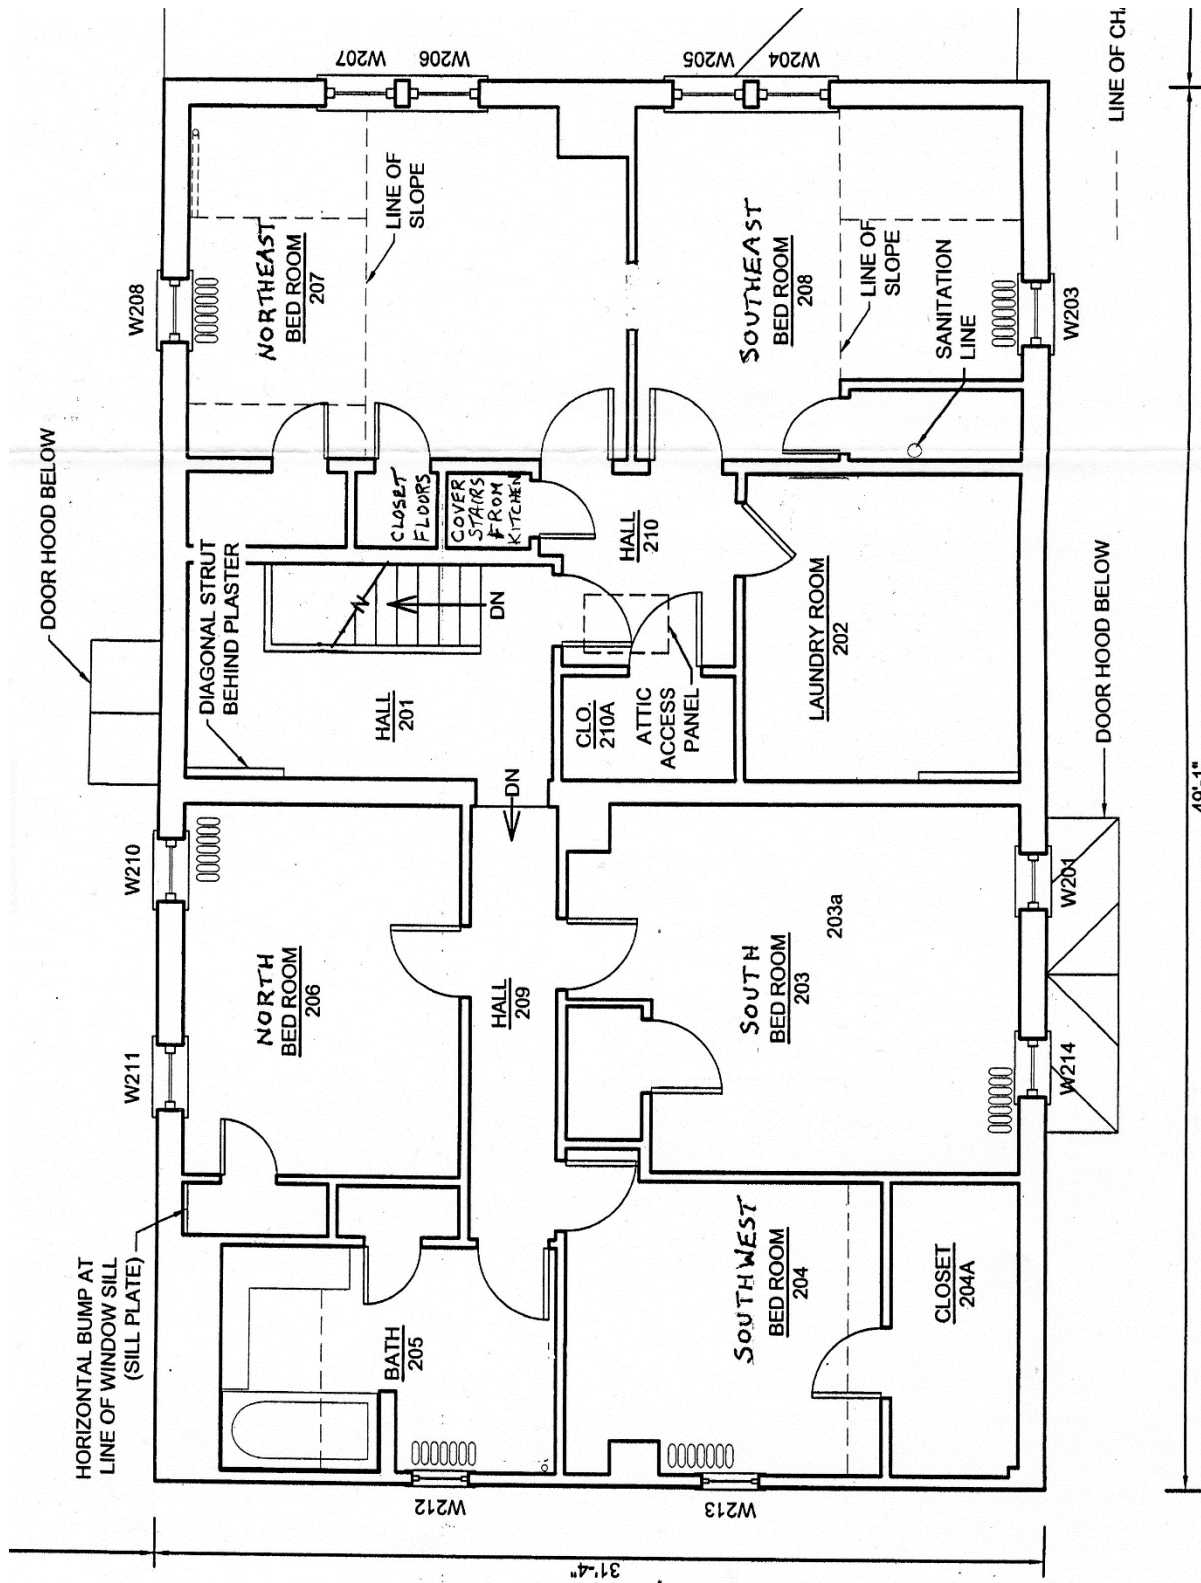 HORIZONTAL BUMP AT
LINE OF WINDOW SILL
(SILL PLATE)
W211
W210
DOOR HOOD BELOW
DIAGONAL STRUT
BEHIND PLASTER
W208
NORTH
BED ROOM
206
HALL
201
DN
CLOSET
FLOORS
COVER
STAIRS
FROM
KITCHEN
NORTHEAST
BED ROOM
207
LINE OF
SLOPE
W207
W206
BATH
205
W212
HALL
209
DN
CLO.
210A
ATTIC
ACCESS
PANEL
HALL
210
SOUTHWEST
BED ROOM
204
W213
SOUTH
BED ROOM
203
203a
LAUNDRY ROOM
202
SOUTHEAST
BED ROOM
208
LINE OF
SLOPE
SANITATION
LINE
W205
W204
CLOSET
204A
W214
W201
W203
DOOR HOOD BELOW
LINE OF
31'-4"
49'-1"